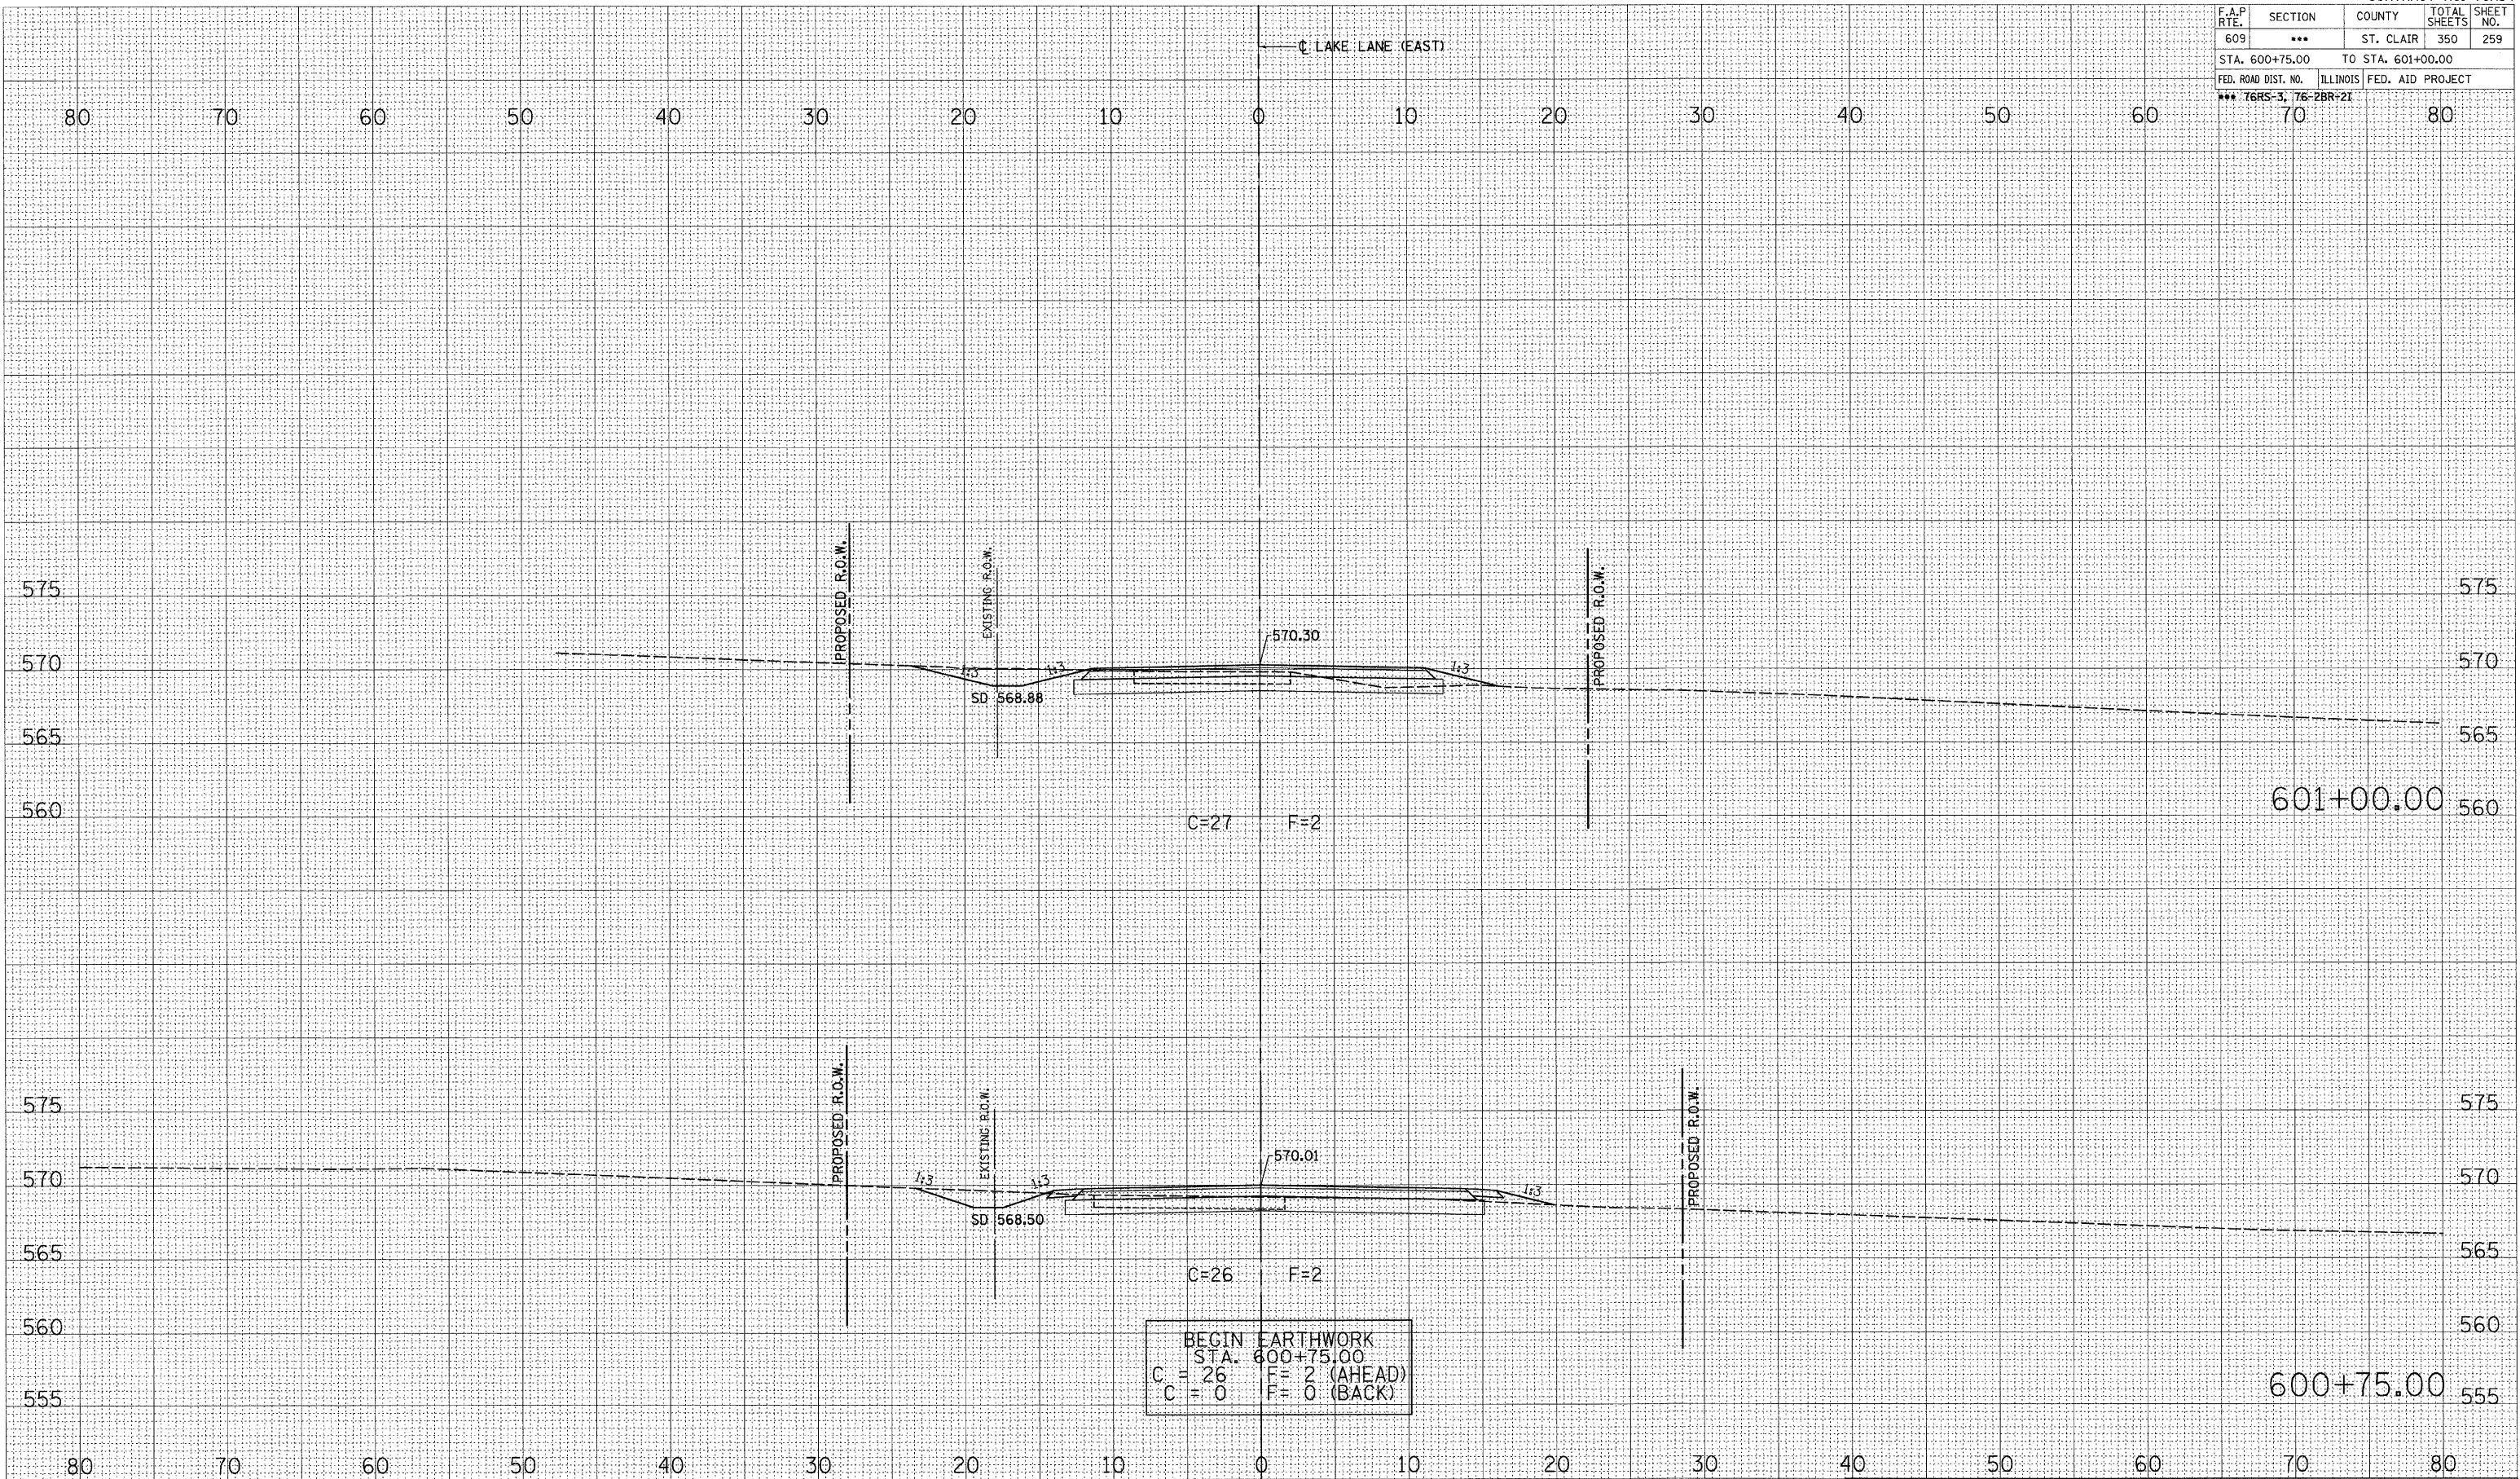 F.A.P. RTE.	SECTION	COUNTY	TOTAL SHEETS	SHEET NO.
609	***	ST. CLAIR	350	259
STA. 600+75.00	TO STA. 601+00.00
FED. ROAD DIST. NO.	ILLINOIS	FED. AID PROJECT
*** 76RS-3, 76-2BR-2I
℄ LAKE LANE (EAST)
80 70 60 50 40 30 20 10 0 10 20 30 40 50 60 70 80
PROPOSED R.O.W.
EXISTING R.O.W.
PROPOSED R.O.W.
575 575
570.30
570 1:3 1:3 1:3 570
SD 568.88
565 565
601+00.00
560 560
C=27 F=2
PROPOSED R.O.W.
EXISTING R.O.W.
PROPOSED R.O.W.
575 575
570.01
570 1:3 1:3 1:3 570
SD 568.50
565 565
C=26 F=2
560 560
BEGIN EARTHWORK
STA. 600+75.00
C = 26 F= 2 (AHEAD)
C = 0 F= 0 (BACK)
600+75.00
555 555
80 70 60 50 40 30 20 10 0 10 20 30 40 50 60 70 80